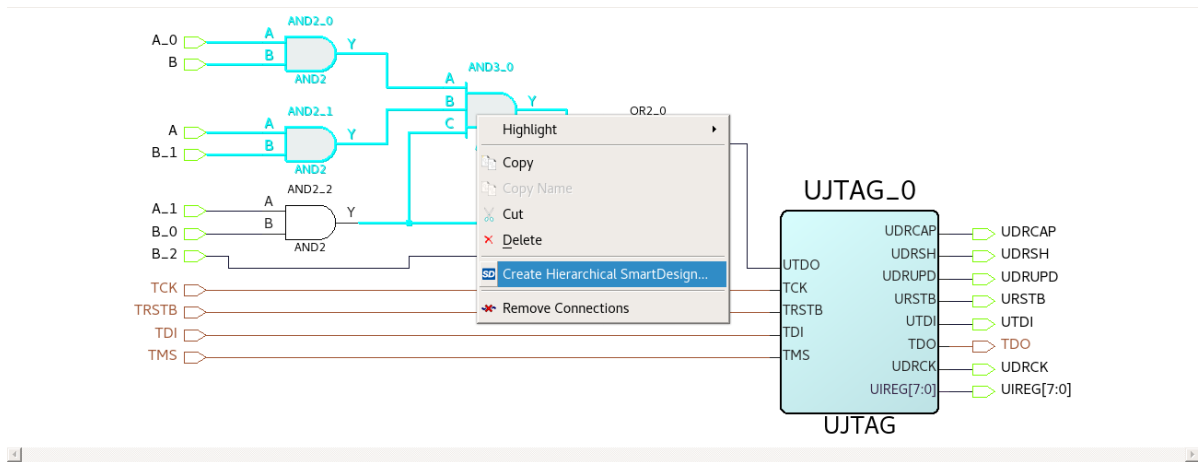 AND2_0
A_0
A
Y
B
B
AND2
AND3_0
A
B
Y
C
AND2_1
A
A
Y
B_1
B
AND2
OR2_0
AND2_2
A_1
A
Y
B_0
B
AND2
B_2
TCK
TRSTB
TDI
TMS
Highlight
Copy
Copy Name
Cut
Delete
SD Create Hierarchical SmartDesign...
Remove Connections
UJTAG_0
UDRCAP UDRCAP
UDRSH UDRSH
UTDO
UDRUPD UDRUPD
TCK
URSTB URSTB
TRSTB
UTDI UTDI
TDI
TDO TDO
TMS
UDRCK UDRCK
UIREG[7:0] UIREG[7:0]
UJTAG